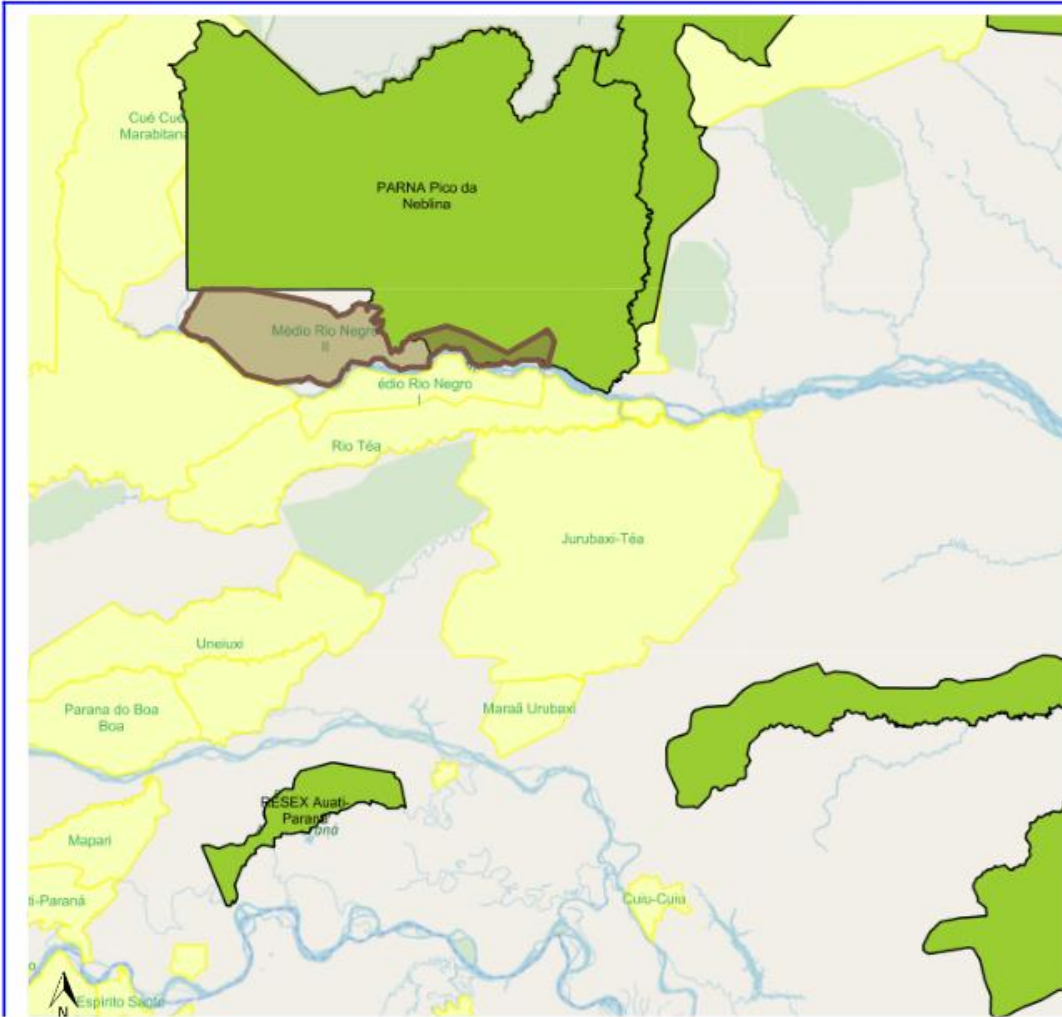 Cué Cué
Marabitana
PARNA Pico da
Neblina
Médio Rio Negro
II
édio Rio Negro
I
Rio Téa
Jurubaxi-Téa
Uneiuxi
Parana do Boa
Boa
Maraã Urubaxi
RESEX Auati-
Paraná
raná
Mapari
ti-Paraná
Cuiu-Cuiu
o
Espírito Santo
N